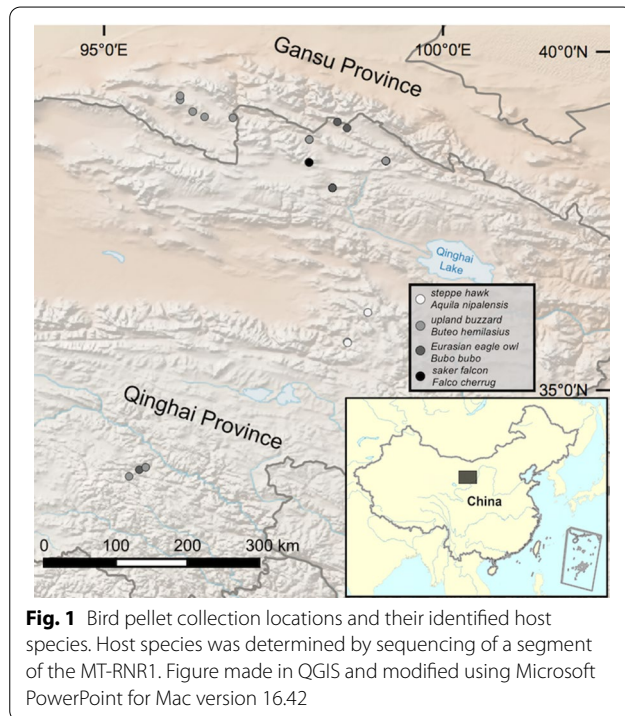 95°0′E
100°0′E
40°0′N
Gansu Province
Qinghai
Lake
steppe hawk
Aquila nipalensis
upland buzzard
Buteo hemilasius
Eurasian eagle owl
Bubo bubo
saker falcon
Falco cherrug
35°0′N
Qinghai Province
China
0 100 200 300 km
Fig. 1 Bird pellet collection locations and their identified host
species. Host species was determined by sequencing of a segment
of the MT-RNR1. Figure made in QGIS and modified using Microsoft
PowerPoint for Mac version 16.42